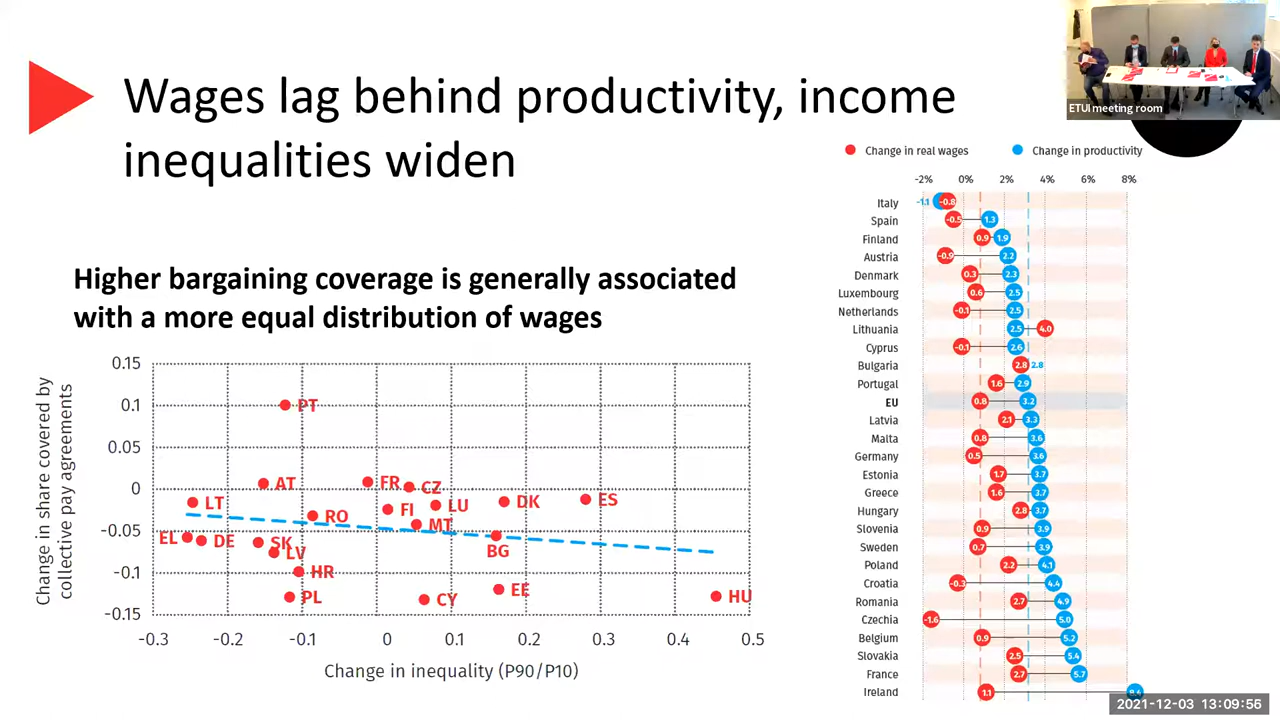 ETUI meeting room
Wages lag behind productivity, income
inequalities widen
Higher bargaining coverage is generally associated
with a more equal distribution of wages
Change in share covered by
collective pay agreements
0.15
0.1
0.05
0
-0.05
-0.1
-0.15
PT
AT
FR
CZ
LT
RO
FI
LU
DK
ES
MT
EL
DE
SK
LV
BG
HR
PL
CY
EE
HU
-0.3 -0.2 -0.1 0 0.1 0.2 0.3 0.4 0.5
Change in inequality (P90/P10)
Change in real wages Change in productivity
-2% 0% 2% 4% 6% 8%
Italy -1.1 -0.8
Spain -0.5 1.3
Finland 0.9 1.9
Austria -0.9 2.2
Denmark 0.3 2.3
Luxembourg 0.6 2.5
Netherlands -0.1 2.5
Lithuania 2.5 4.0
Cyprus -0.1 2.6
Bulgaria 2.8 2.8
Portugal 1.6 2.9
EU 0.8 3.2
Latvia 2.1 3.3
Malta 0.8 3.6
Germany 0.5 3.6
Estonia 1.7 3.7
Greece 1.6 3.7
Hungary 2.8 3.7
Slovenia 0.9 3.9
Sweden 0.7 3.9
Poland 2.2 4.1
Croatia -0.3 4.4
Romania 2.7 4.9
Czechia -1.6 5.0
Belgium 0.9 5.2
Slovakia 2.5 5.4
France 2.7 5.7
Ireland 1.1
2021-12-03 13:09:56